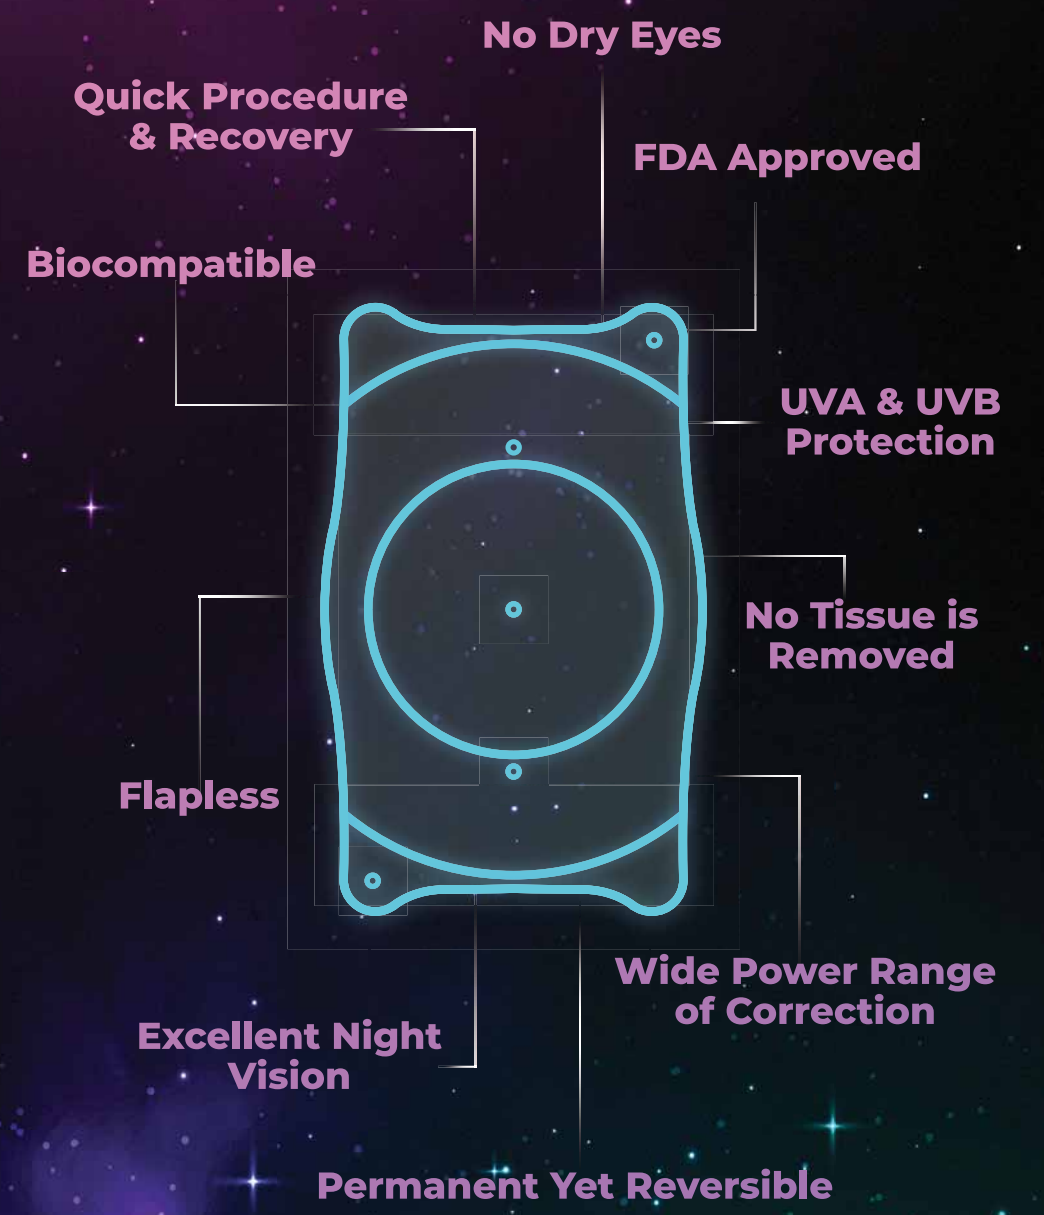 No Dry Eyes
Quick Procedure
& Recovery
FDA Approved
Biocompatible
UVA & UVB
Protection
No Tissue is
Removed
Flapless
Wide Power Range
of Correction
Excellent Night
Vision
Permanent Yet Reversible